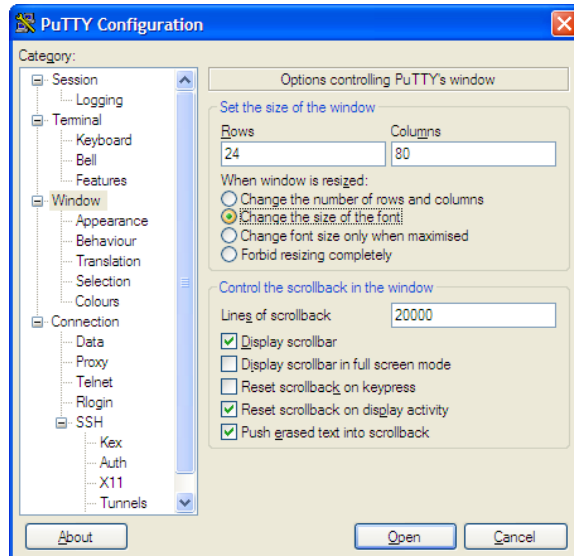 PuTTY Configuration
Category:
Session
Logging
Terminal
Keyboard
Bell
Features
Window
Appearance
Behaviour
Translation
Selection
Colours
Connection
Data
Proxy
Telnet
Rlogin
SSH
Kex
Auth
X11
Tunnels
Options controlling PuTTY's window
Set the size of the window
Rows Columns
24 80
When window is resized:
Change the number of rows and columns
Change the size of the font
Change font size only when maximised
Forbid resizing completely
Control the scrollback in the window
Lines of scrollback 20000
Display scrollbar
Display scrollbar in full screen mode
Reset scrollback on keypress
Reset scrollback on display activity
Push erased text into scrollback
About Open Cancel